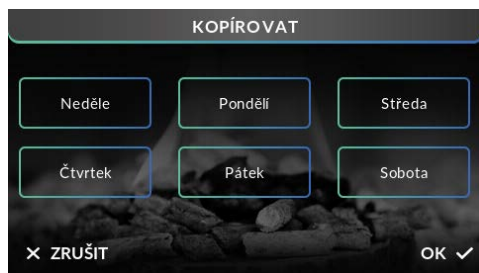 KOPÍROVAT
Neděle Pondělí Středa
Čtvrtek Pátek Sobota
✕ ZRUŠIT OK ✓